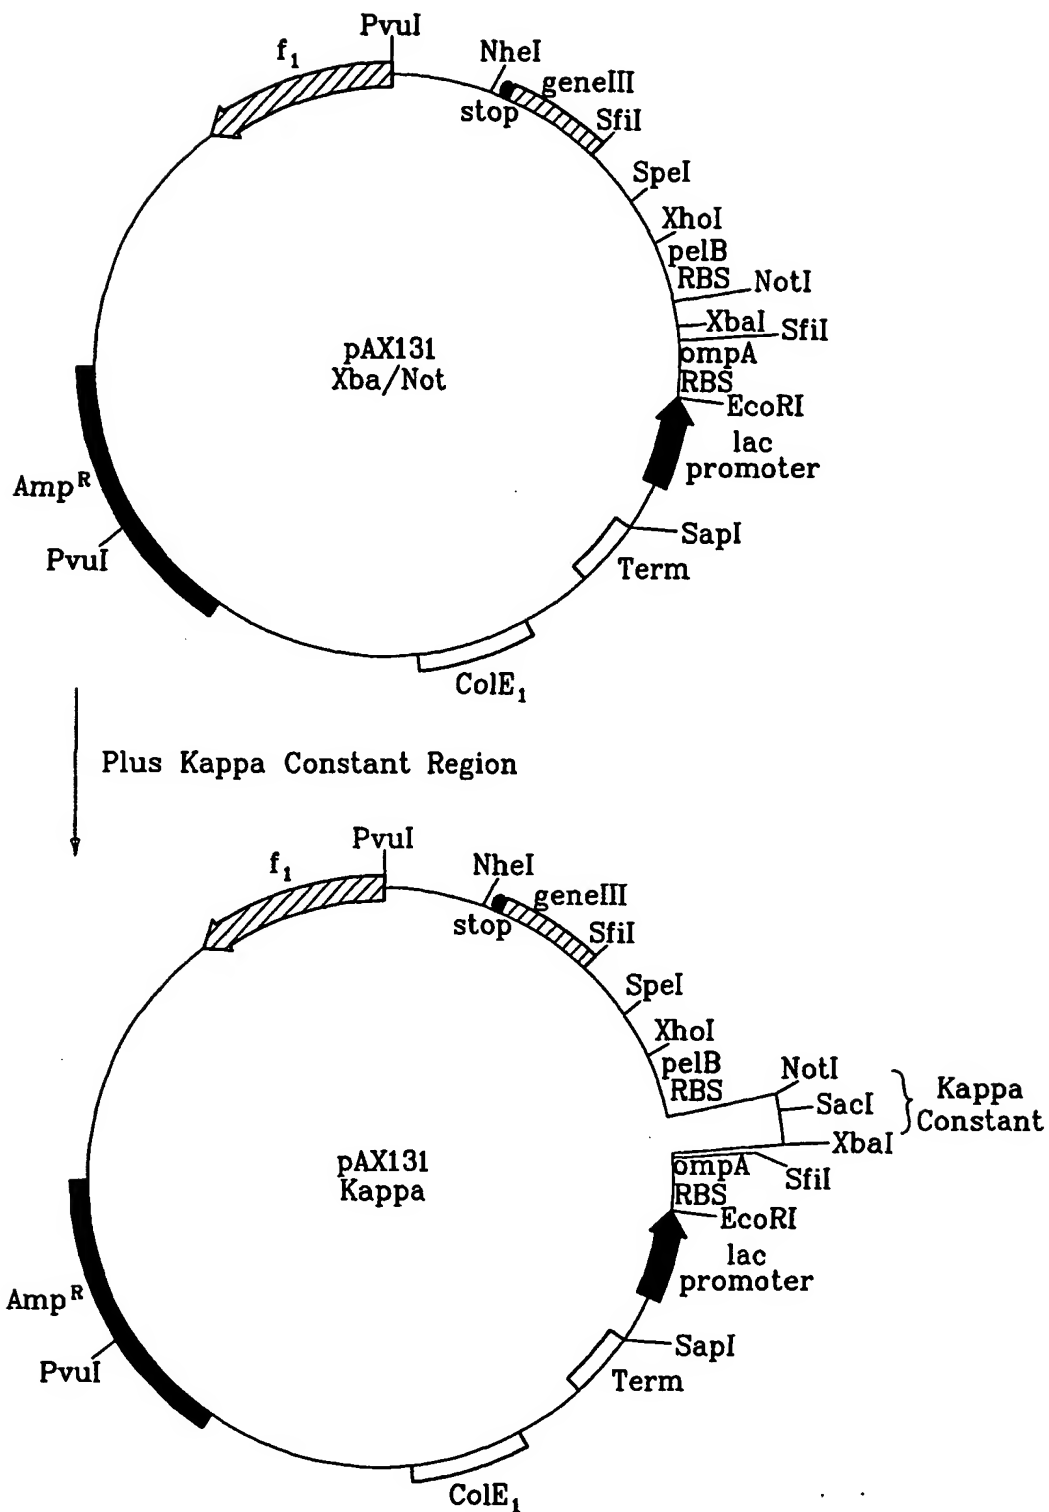 PvuI
f1
NheI
geneIII
stop
SfiI
SpeI
XhoI
pelB
RBS
NotI
XbaI
SfiI
pAX131
Xba/Not
ompA
RBS
EcoRI
lac
promoter
AmpR
PvuI
SapI
Term
ColE1
Plus Kappa Constant Region
PvuI
f1
NheI
geneIII
stop
SfiI
SpeI
XhoI
pelB
RBS
NotI
SacI
Kappa
Constant
XbaI
pAX131
Kappa
ompA
SfiI
RBS
EcoRI
lac
promoter
AmpR
PvuI
SapI
Term
ColE1